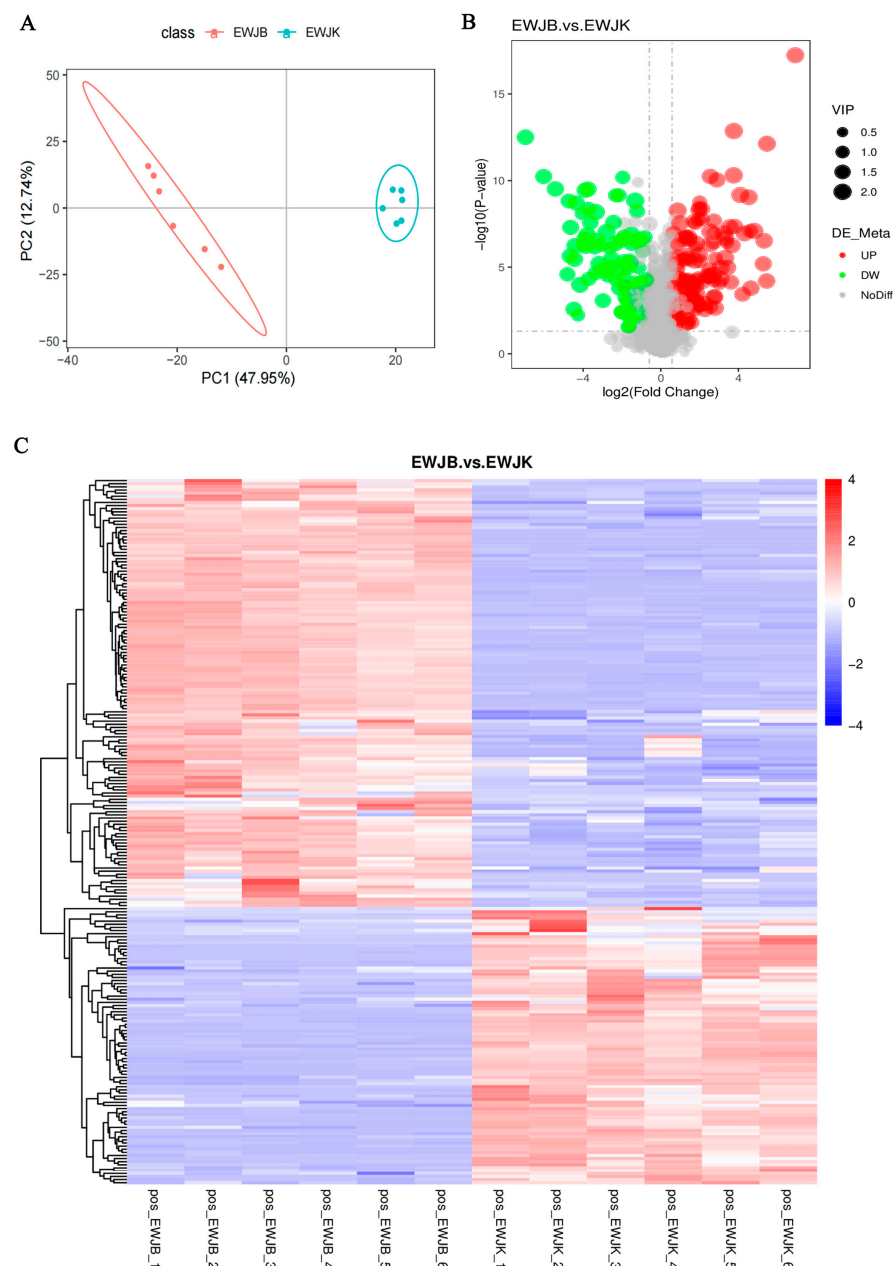 A
class EWJB EWJK
50
25
0
−25
−50
−40
−20
0
20
PC2 (12.74%)
PC1 (47.95%)
B
EWJB.vs.EWJK
15
10
5
0
−4
0
4
−log10(P-value)
log2(Fold Change)
VIP
0.5
1.0
1.5
2.0
DE_Meta
UP
DW
NoDiff
C
EWJB.vs.EWJK
4
2
0
−2
−4
pos_EWJB_1
pos_EWJB_2
pos_EWJB_3
pos_EWJB_4
pos_EWJB_5
pos_EWJB_6
pos_EWJK_1
pos_EWJK_2
pos_EWJK_3
pos_EWJK_4
pos_EWJK_5
pos_EWJK_6